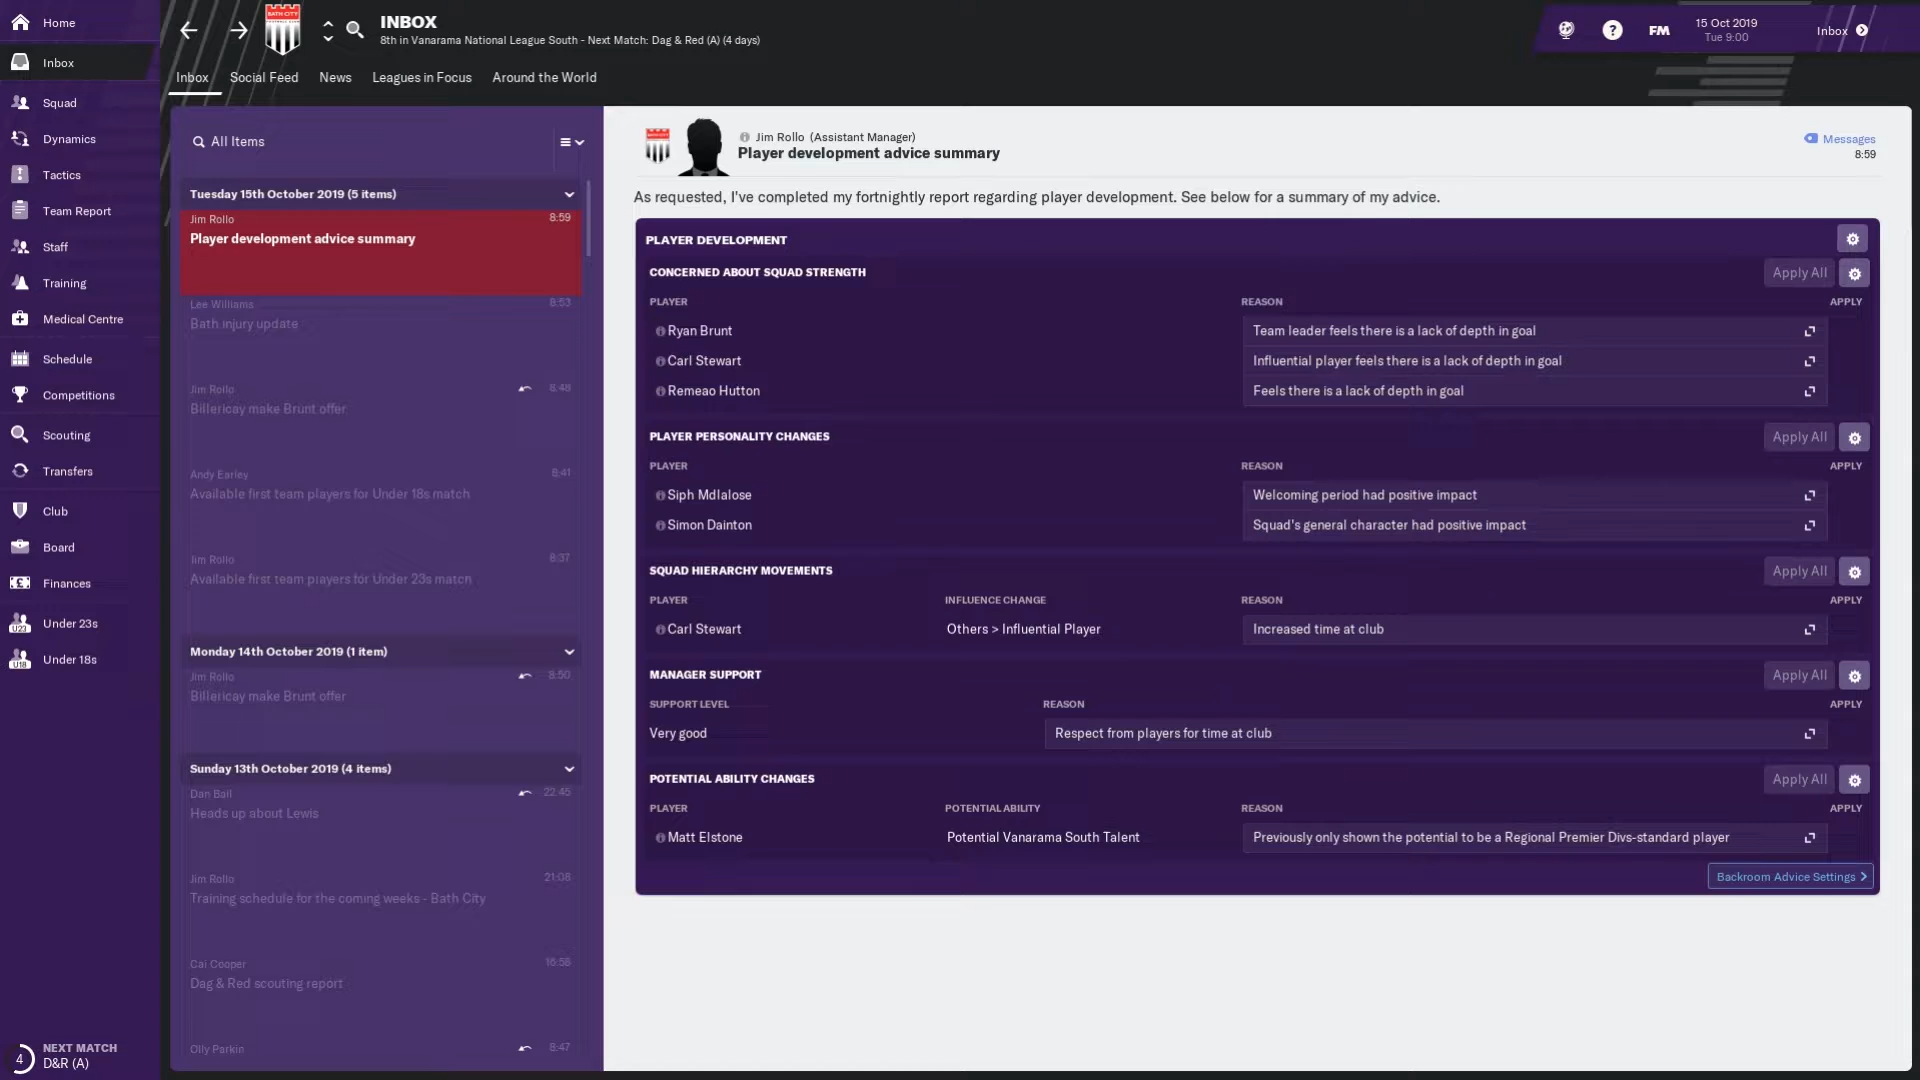 Home
Inbox
Squad
Dynamics
Tactics
Team Report
Staff
Training
Medical Centre
Schedule
Competitions
Scouting
Transfers
Club
Board
Finances
U23
Under 23s
U18
Under 18s
4
NEXT MATCH
D&R (A)
BATH CITY
INBOX
8th in Vanarama National League South - Next Match: Dag & Red (A) (4 days)
FM
15 Oct 2019
Tue 9:00
Inbox
Inbox Social Feed News Leagues in Focus Around the World
All Items
Tuesday 15th October 2019 (5 items)
Jim Rollo 8:59
Player development advice summary
Lee Williams 8:53
Bath injury update
Jim Rollo 8:48
Billericay make Brunt offer
Andy Earley 8:41
Available first team players for Under 18s match
Jim Rollo 8:37
Available first team players for Under 23s match
Monday 14th October 2019 (1 item)
Jim Rollo 8:50
Billericay make Brunt offer
Sunday 13th October 2019 (4 items)
Dan Ball 22:45
Heads up about Lewis
Jim Rollo 21:08
Training schedule for the coming weeks - Bath City
Cai Cooper 16:58
Dag & Red scouting report
Olly Parkin 8:47
Jim Rollo (Assistant Manager)
Player development advice summary
Messages
8:59
As requested, I've completed my fortnightly report regarding player development. See below for a summary of my advice.
PLAYER DEVELOPMENT
CONCERNED ABOUT SQUAD STRENGTH Apply All
PLAYER REASON APPLY
Ryan Brunt Team leader feels there is a lack of depth in goal
Carl Stewart Influential player feels there is a lack of depth in goal
Remeao Hutton Feels there is a lack of depth in goal
PLAYER PERSONALITY CHANGES Apply All
PLAYER REASON APPLY
Siph Mdlalose Welcoming period had positive impact
Simon Dainton Squad's general character had positive impact
SQUAD HIERARCHY MOVEMENTS Apply All
PLAYER INFLUENCE CHANGE REASON APPLY
Carl Stewart Others > Influential Player Increased time at club
MANAGER SUPPORT Apply All
SUPPORT LEVEL REASON APPLY
Very good Respect from players for time at club
POTENTIAL ABILITY CHANGES Apply All
PLAYER POTENTIAL ABILITY REASON APPLY
Matt Elstone Potential Vanarama South Talent Previously only shown the potential to be a Regional Premier Divs-standard player
Backroom Advice Settings